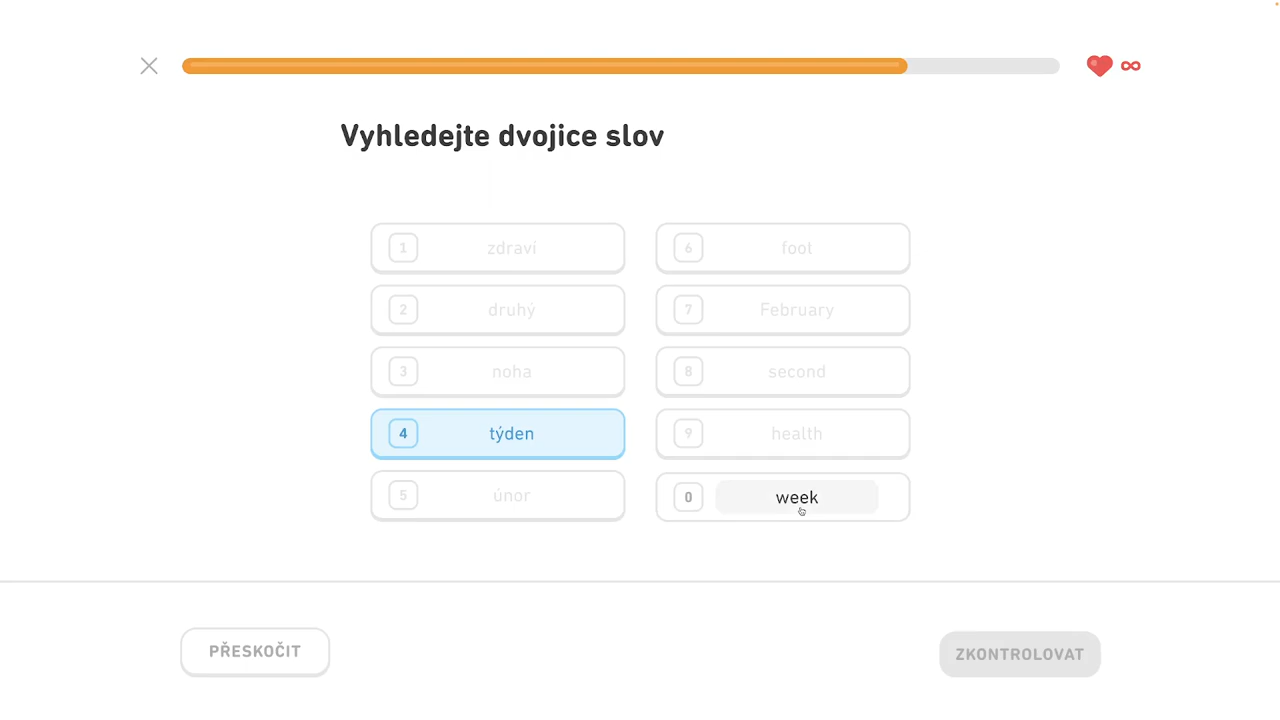 Vyhledejte dvojice slov
1 zdraví
6 fool
2 druhý
7 February
3 noha
8 second
4 týden
9 health
5 únor
0 week
PŘESKOČIT
ZKONTROLOVAT